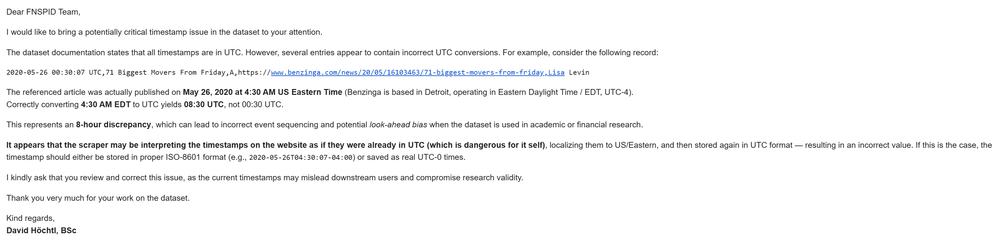 Dear FNSPID Team,
I would like to bring a potentially critical timestamp issue in the dataset to your attention.
The dataset documentation states that all timestamps are in UTC. However, several entries appear to contain incorrect UTC conversions. For example, consider the following record:
2020-05-26 00:30:07 UTC,71 Biggest Movers From Friday,A,https://www.benzinga.com/news/20/05/16103463/71-biggest-movers-from-friday,Lisa Levin
The referenced article was actually published on May 26, 2020 at 4:30 AM US Eastern Time (Benzinga is based in Detroit, operating in Eastern Daylight Time / EDT, UTC-4).
Correctly converting 4:30 AM EDT to UTC yields 08:30 UTC, not 00:30 UTC.
This represents an 8-hour discrepancy, which can lead to incorrect event sequencing and potential look-ahead bias when the dataset is used in academic or financial research.
It appears that the scraper may be interpreting the timestamps on the website as if they were already in UTC (which is dangerous for it self), localizing them to US/Eastern, and then stored again in UTC format — resulting in an incorrect value. If this is the case, the
timestamp should either be stored in proper ISO-8601 format (e.g., 2020-05-26T04:30:07-04:00) or saved as real UTC-0 times.
I kindly ask that you review and correct this issue, as the current timestamps may mislead downstream users and compromise research validity.
Thank you very much for your work on the dataset.
Kind regards,
David Höchtl, BSc